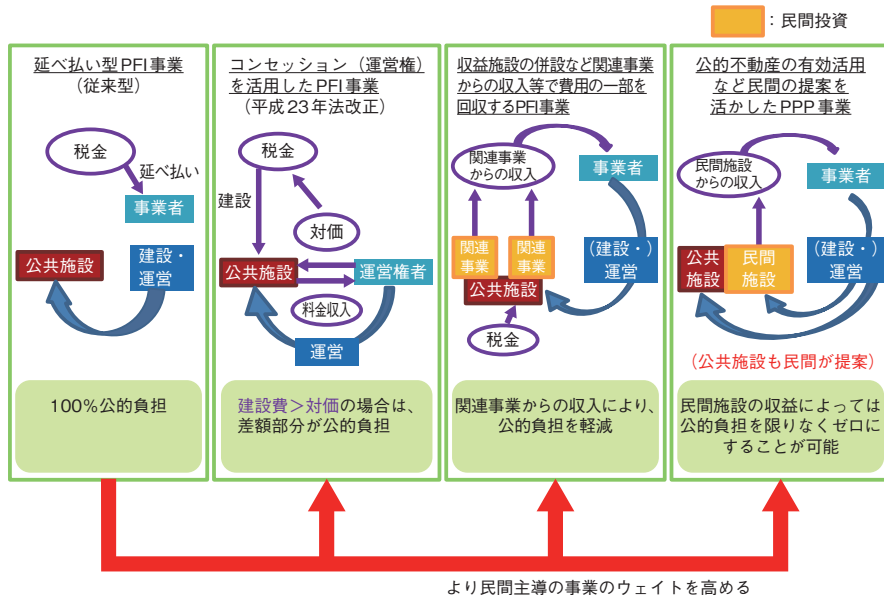 ：民間投資
延べ払い型PFI事業
（従来型）
税金
延べ払い
事業者
公共施設
建設・
運営
100％公的負担
コンセッション（運営権）
を活用したPFI事業
（平成23年法改正）
税金
建設
対価
公共施設
運営権者
料金収入
運営
建設費＞対価の場合は、
差額部分が公的負担
収益施設の併設など関連事業
からの収入等で費用の一部を
回収するPFI事業
関連事業
からの収入
事業者
関連
事業
関連
事業
公共施設
（建設・）
運営
税金
関連事業からの収入により、
公的負担を軽減
公的不動産の有効活用
など民間の提案を
活かしたPPP事業
民間施設
からの収入
事業者
公共
施設
民間
施設
（建設・）
運営
（公共施設も民間が提案）
民間施設の収益によっては
公的負担を限りなくゼロに
することが可能
より民間主導の事業のウェイトを高める